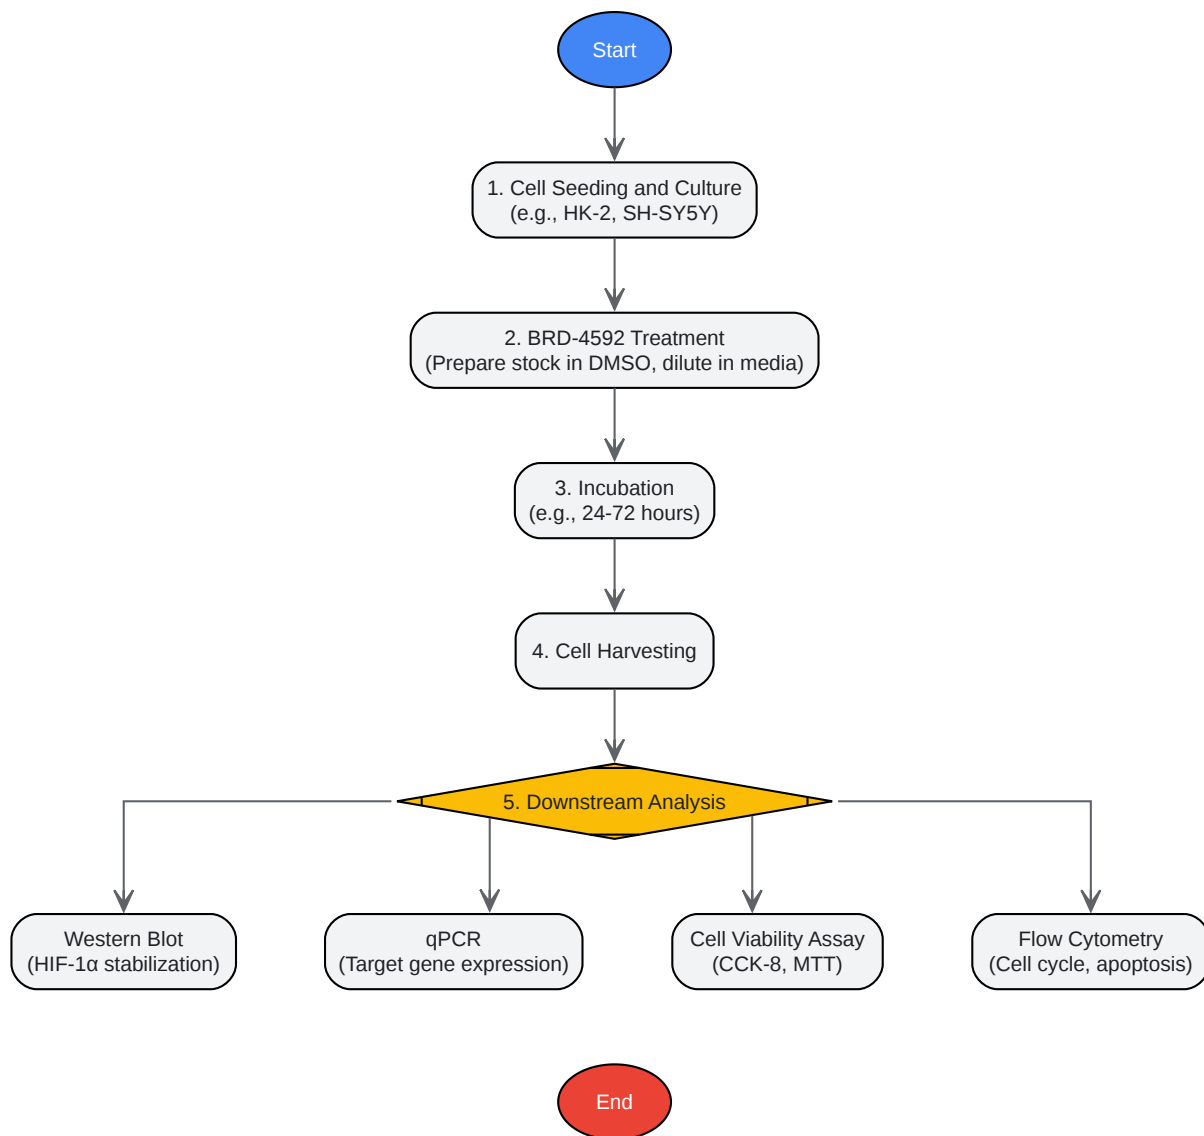 Start
1. Cell Seeding and Culture
(e.g., HK-2, SH-SY5Y)
2. BRD-4592 Treatment
(Prepare stock in DMSO, dilute in media)
3. Incubation
(e.g., 24-72 hours)
4. Cell Harvesting
5. Downstream Analysis
Western Blot
(HIF-1α stabilization)
qPCR
(Target gene expression)
Cell Viability Assay
(CCK-8, MTT)
Flow Cytometry
(Cell cycle, apoptosis)
End